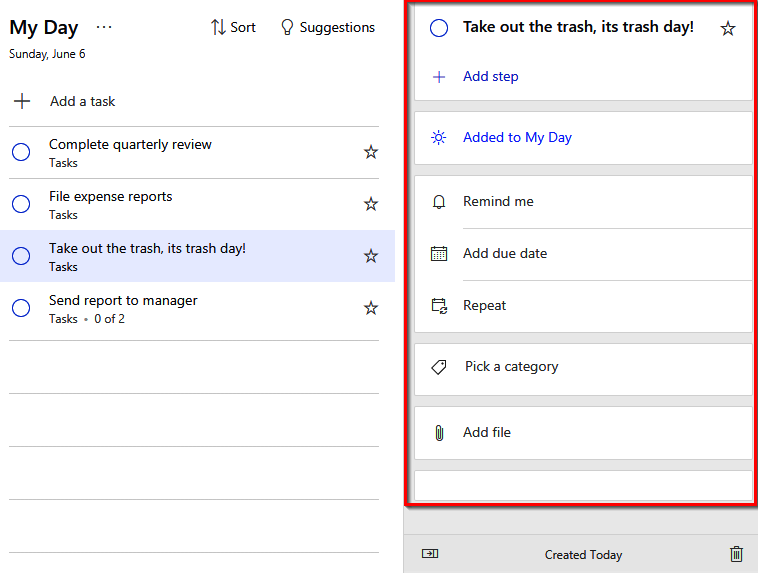 My Day ...
Sort
Suggestions
Sunday, June 6
Add a task
Complete quarterly review
Tasks
File expense reports
Tasks
Take out the trash, its trash day!
Tasks
Send report to manager
Tasks • 0 of 2
Take out the trash, its trash day!
Add step
Added to My Day
Remind me
Add due date
Repeat
Pick a category
Add file
Created Today